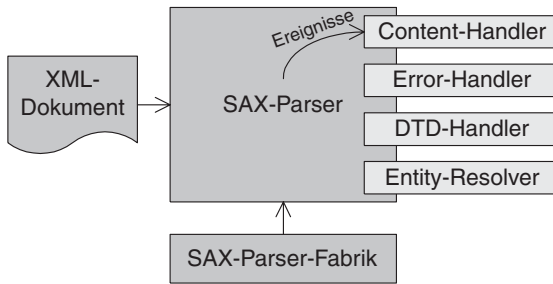 Ereignisse
Content-Handler
XML-
Dokument
SAX-Parser
Error-Handler
DTD-Handler
Entity-Resolver
SAX-Parser-Fabrik